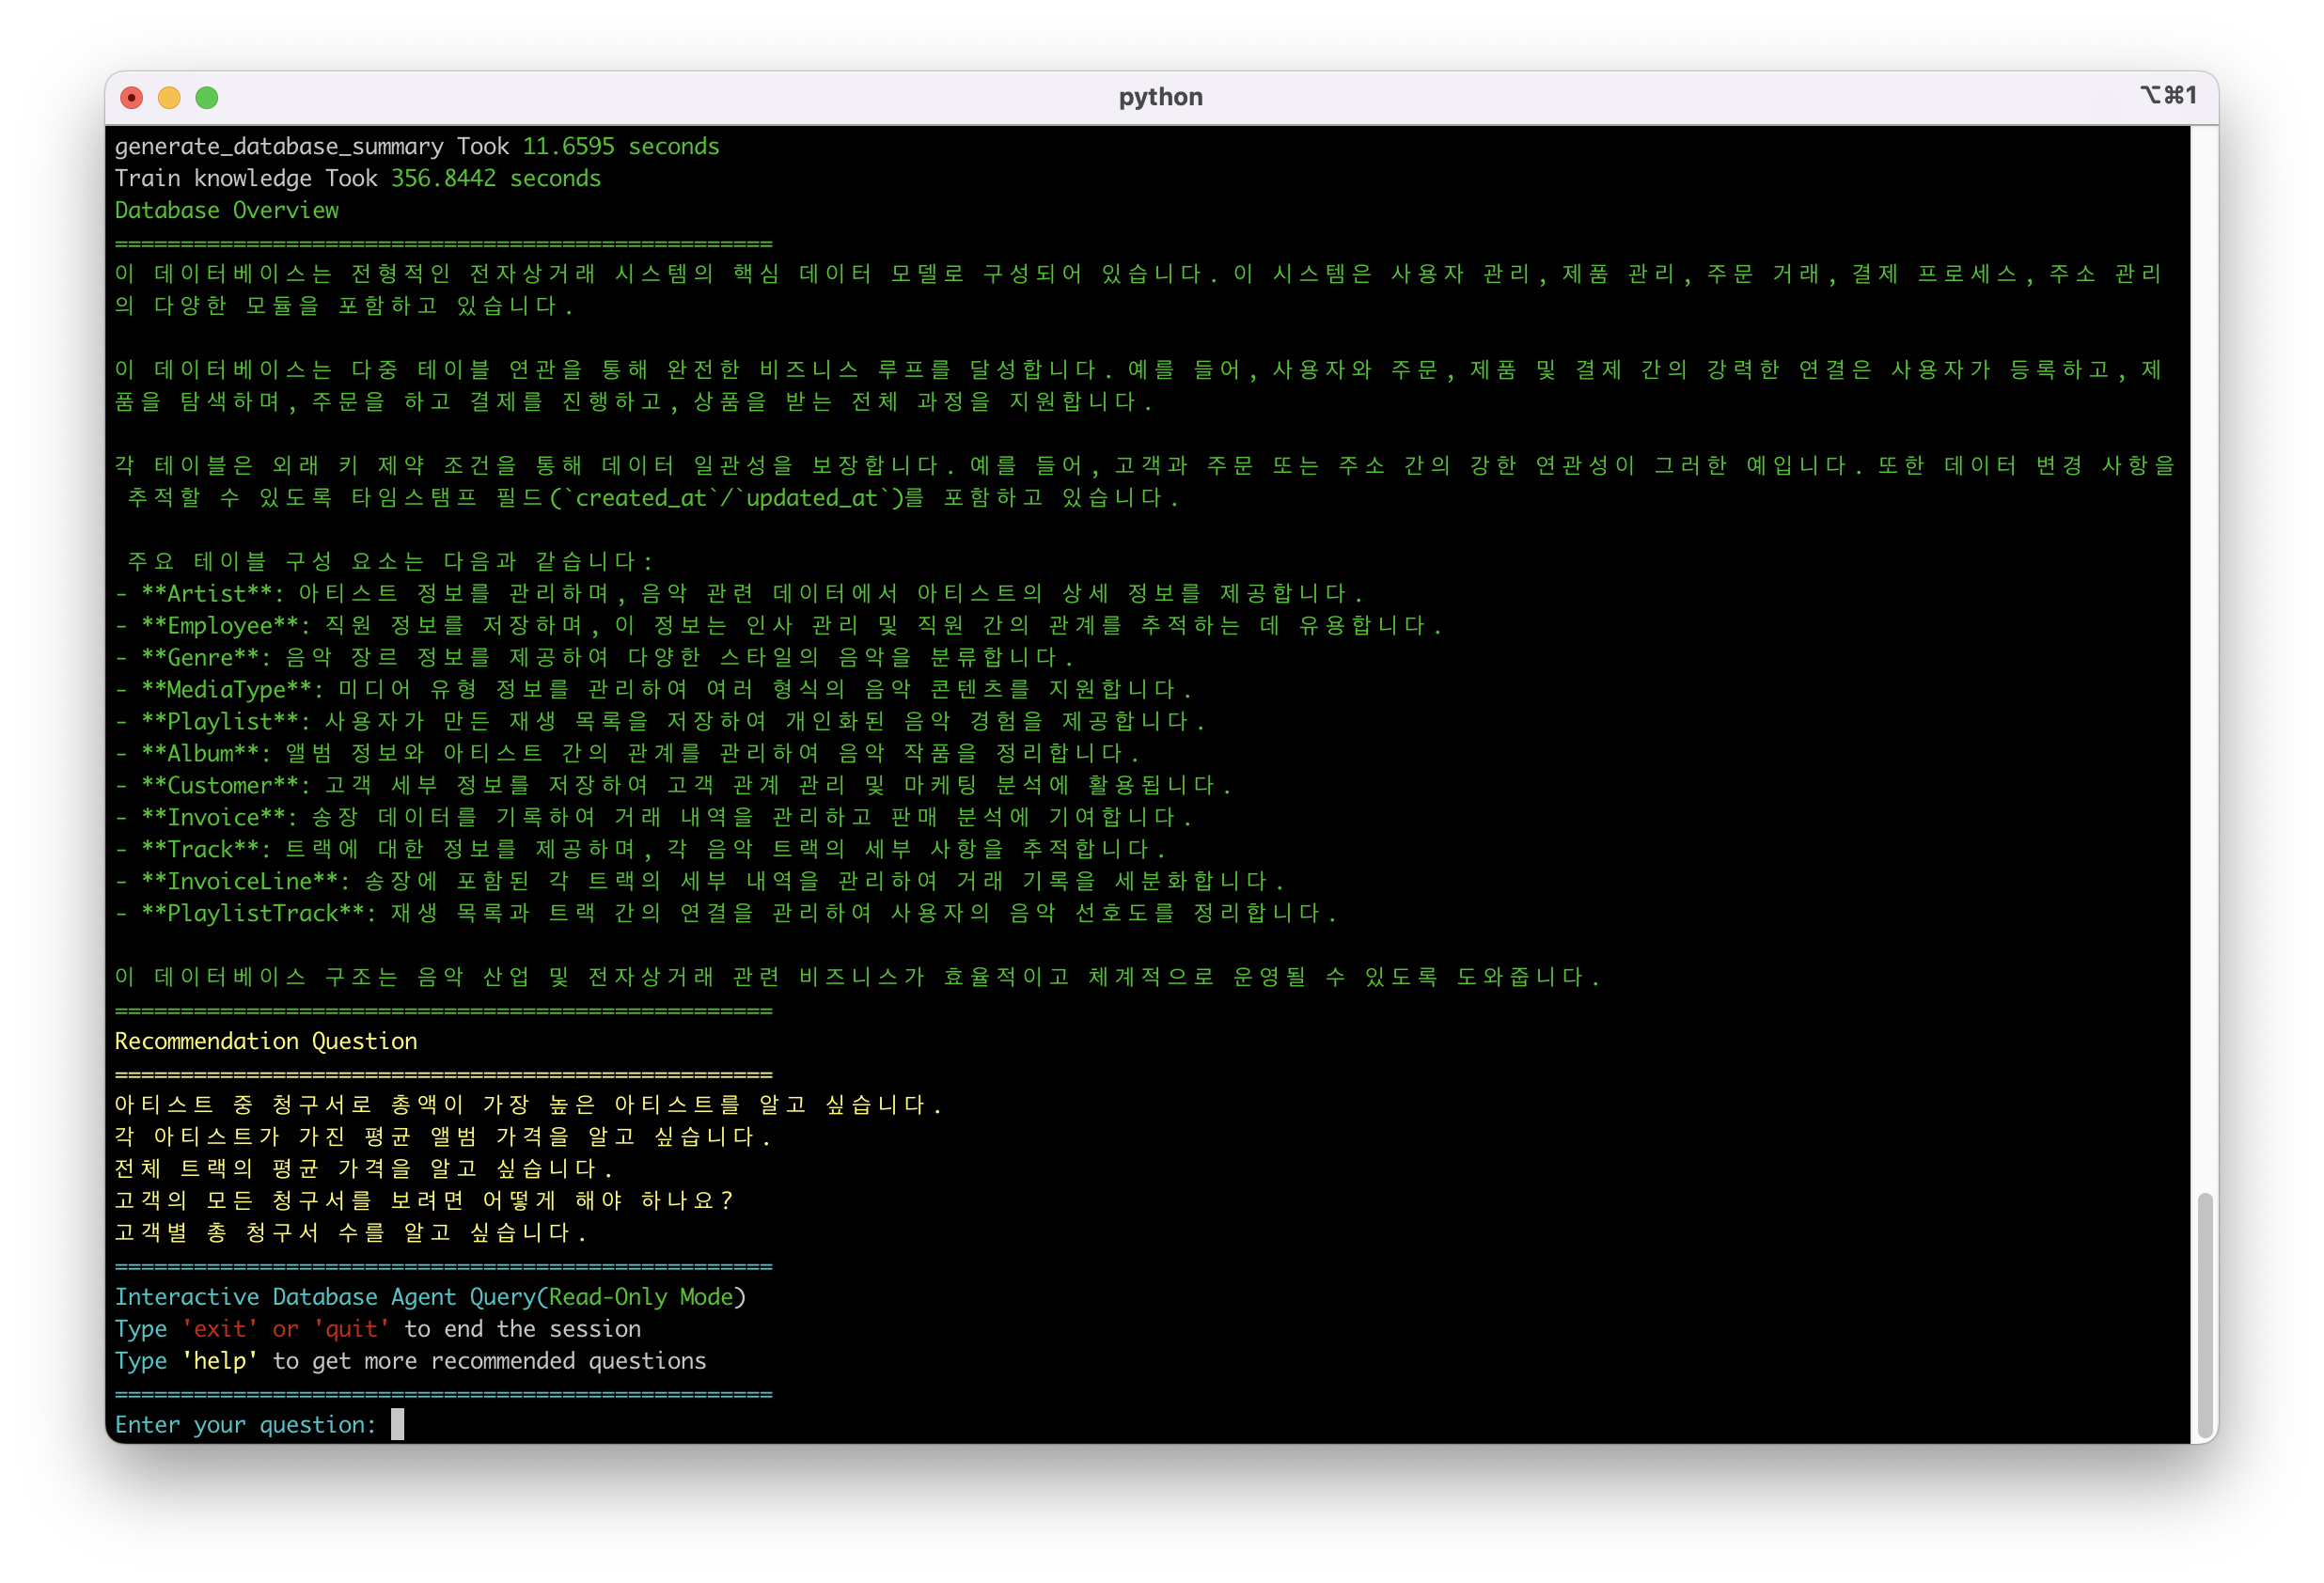 python
⌥⌘1
generate_database_summary Took 11.6595 seconds
Train knowledge Took 356.8442 seconds
Database Overview
==================================================
이 데이터베이스는 전형적인 전자상거래 시스템의 핵심 데이터 모델로 구성되어 있습니다. 이 시스템은 사용자 관리, 제품 관리, 주문 거래, 결제 프로세스, 주소 관리
의 다양한 모듈을 포함하고 있습니다.
이 데이터베이스는 다중 테이블 연관을 통해 완전한 비즈니스 루프를 달성합니다. 예를 들어, 사용자와 주문, 제품 및 결제 간의 강력한 연결은 사용자가 등록하고, 제
품을 탐색하며, 주문을 하고 결제를 진행하고, 상품을 받는 전체 과정을 지원합니다.
각 테이블은 외래 키 제약 조건을 통해 데이터 일관성을 보장합니다. 예를 들어, 고객과 주문 또는 주소 간의 강한 연관성이 그러한 예입니다. 또한 데이터 변경 사항을
추적할 수 있도록 타임스탬프 필드(`created_at`/`updated_at`)를 포함하고 있습니다.
주요 테이블 구성 요소는 다음과 같습니다:
- **Artist**: 아티스트 정보를 관리하며, 음악 관련 데이터에서 아티스트의 상세 정보를 제공합니다.
- **Employee**: 직원 정보를 저장하며, 이 정보는 인사 관리 및 직원 간의 관계를 추적하는 데 유용합니다.
- **Genre**: 음악 장르 정보를 제공하여 다양한 스타일의 음악을 분류합니다.
- **MediaType**: 미디어 유형 정보를 관리하여 여러 형식의 음악 콘텐츠를 지원합니다.
- **Playlist**: 사용자가 만든 재생 목록을 저장하여 개인화된 음악 경험을 제공합니다.
- **Album**: 앨범 정보와 아티스트 간의 관계를 관리하여 음악 작품을 정리합니다.
- **Customer**: 고객 세부 정보를 저장하여 고객 관계 관리 및 마케팅 분석에 활용됩니다.
- **Invoice**: 송장 데이터를 기록하여 거래 내역을 관리하고 판매 분석에 기여합니다.
- **Track**: 트랙에 대한 정보를 제공하며, 각 음악 트랙의 세부 사항을 추적합니다.
- **InvoiceLine**: 송장에 포함된 각 트랙의 세부 내역을 관리하여 거래 기록을 세분화합니다.
- **PlaylistTrack**: 재생 목록과 트랙 간의 연결을 관리하여 사용자의 음악 선호도를 정리합니다.
이 데이터베이스 구조는 음악 산업 및 전자상거래 관련 비즈니스가 효율적이고 체계적으로 운영될 수 있도록 도와줍니다.
==================================================
Recommendation Question
==================================================
아티스트 중 청구서로 총액이 가장 높은 아티스트를 알고 싶습니다.
각 아티스트가 가진 평균 앨범 가격을 알고 싶습니다.
전체 트랙의 평균 가격을 알고 싶습니다.
고객의 모든 청구서를 보려면 어떻게 해야 하나요?
고객별 총 청구서 수를 알고 싶습니다.
==================================================
Interactive Database Agent Query(Read-Only Mode)
Type 'exit' or 'quit' to end the session
Type 'help' to get more recommended questions
==================================================
Enter your question: